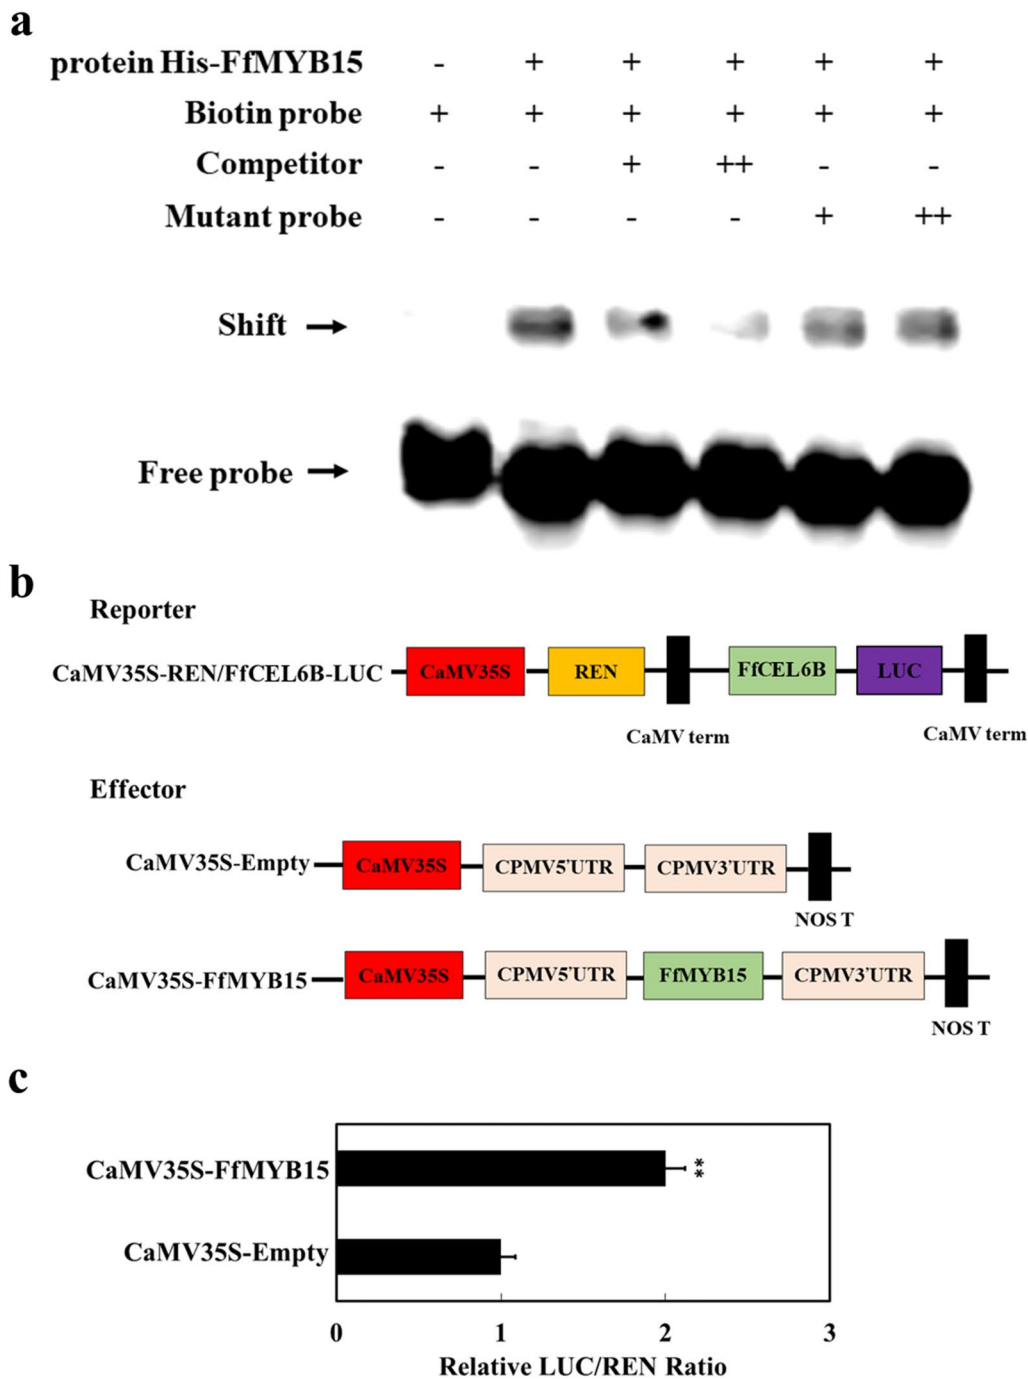 a
protein His-FfMYB15 - + + + + +
Biotin probe + + + + + +
Competitor - - + ++ - -
Mutant probe - - - - + ++
Shift
Free probe
b
Reporter
CaMV35S-REN/FfCEL6B-LUC CaMV35S REN FfCEL6B LUC
CaMV term CaMV term
Effector
CaMV35S-Empty CaMV35S CPMV5'UTR CPMV3'UTR
NOS T
CaMV35S-FfMYB15 CaMV35S CPMV5'UTR FfMYB15 CPMV3'UTR
NOS T
c
CaMV35S-FfMYB15 **
CaMV35S-Empty
0 1 2 3
Relative LUC/REN Ratio